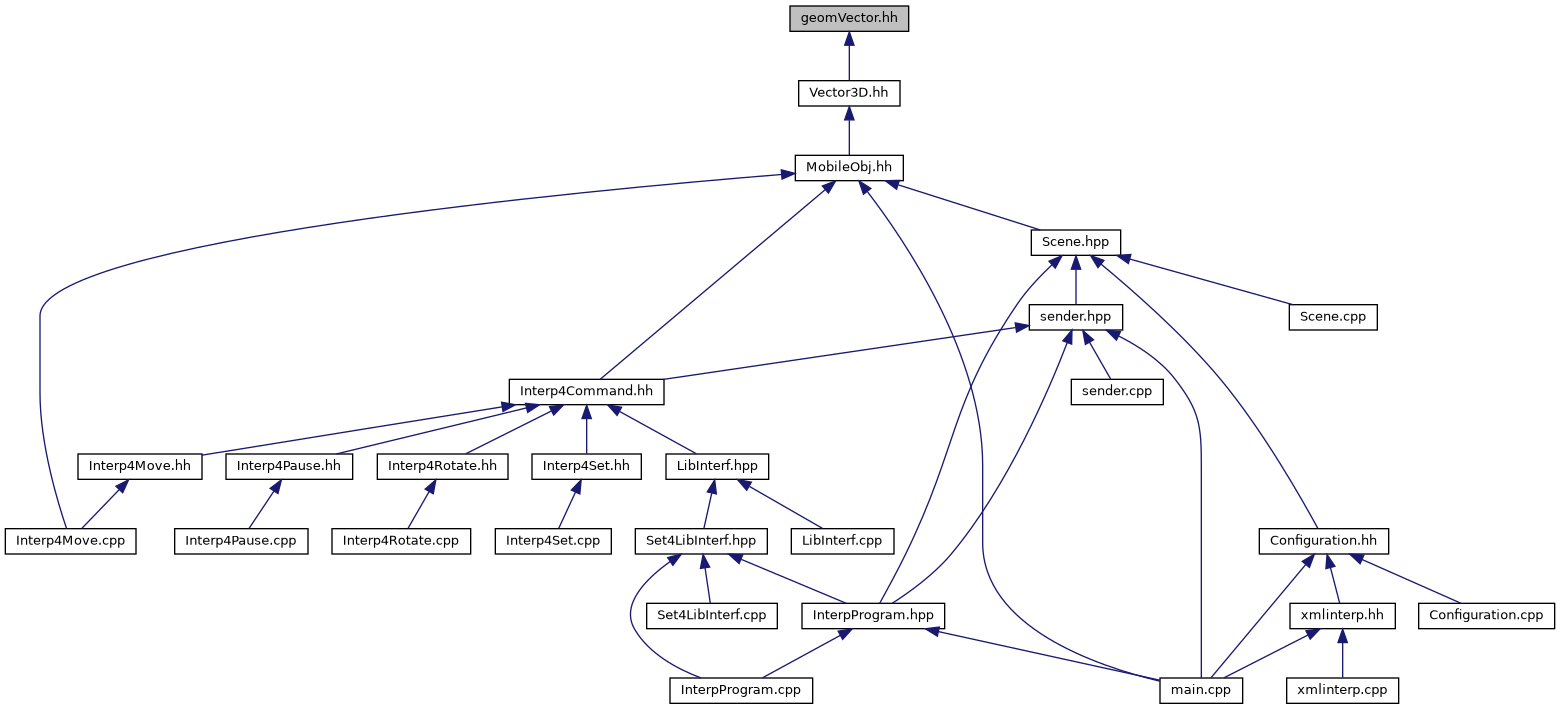 geomVector.hh
Vector3D.hh
MobileObj.hh
Scene.hpp
sender.hpp
Scene.cpp
Interp4Command.hh
sender.cpp
Interp4Move.hh
Interp4Pause.hh
Interp4Rotate.hh
Interp4Set.hh
LibInterf.hpp
Interp4Move.cpp
Interp4Pause.cpp
Interp4Rotate.cpp
Interp4Set.cpp
Set4LibInterf.hpp
LibInterf.cpp
Configuration.hh
Set4LibInterf.cpp
InterpProgram.hpp
xmlinterp.hh
Configuration.cpp
InterpProgram.cpp
main.cpp
xmlinterp.cpp